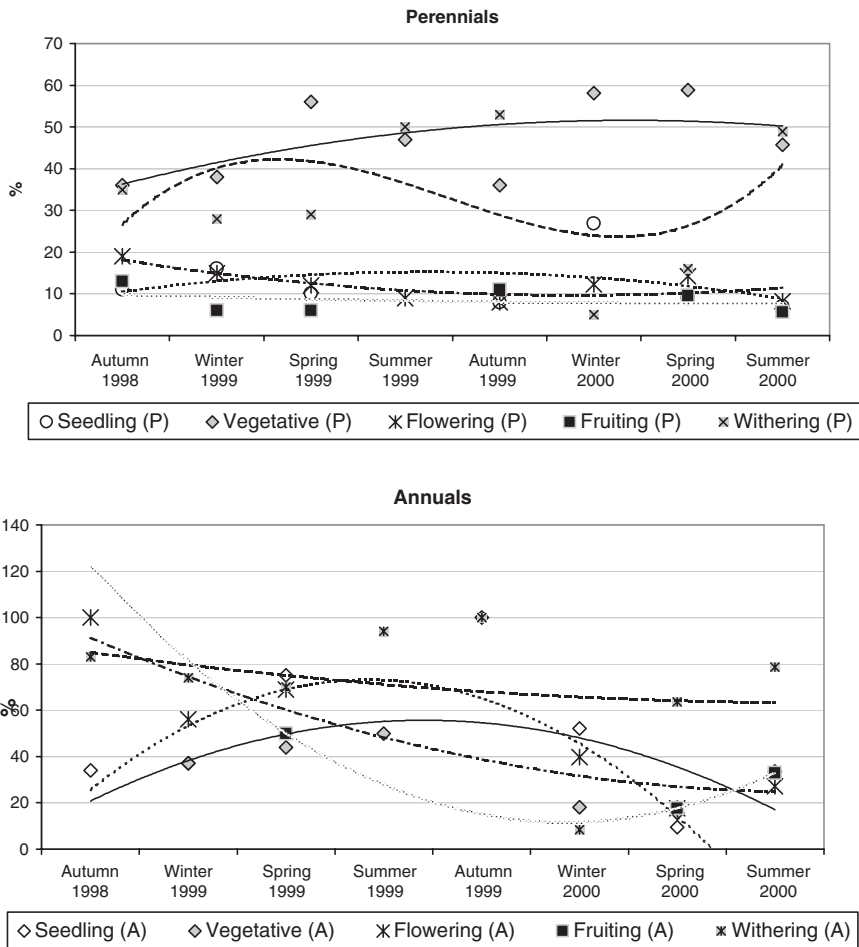 Perennials
70
60
50
40
30
20
10
0
%
Autumn 1998
Winter 1999
Spring 1999
Summer 1999
Autumn 1999
Winter 2000
Spring 2000
Summer 2000
Seedling (P) Vegetative (P) Flowering (P) Fruiting (P) Withering (P)
Annuals
140
120
100
80
60
40
20
0
%
Autumn 1998
Winter 1999
Spring 1999
Summer 1999
Autumn 1999
Winter 2000
Spring 2000
Summer 2000
Seedling (A) Vegetative (A) Flowering (A) Fruiting (A) Withering (A)